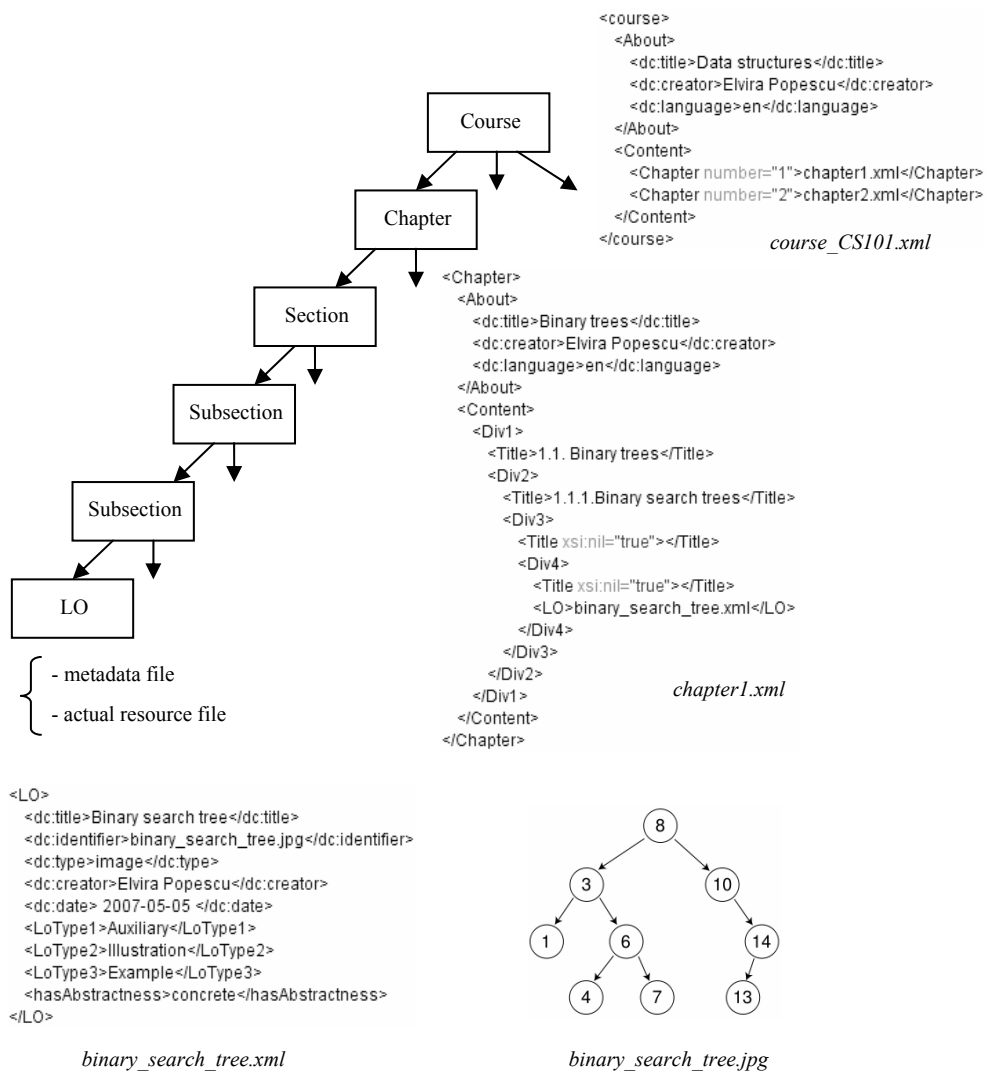 <course>
<About>
<dc:title>Data structures</dc:title>
<dc:creator>Elvira Popescu</dc:creator>
<dc:language>en</dc:language>
</About>
<Content>
<Chapter number="1">chapter1.xml</Chapter>
<Chapter number="2">chapter2.xml</Chapter>
</Content>
</course>
course_CS101.xml
Course
Chapter
Section
Subsection
Subsection
LO
- metadata file
- actual resource file
<Chapter>
<About>
<dc:title>Binary trees</dc:title>
<dc:creator>Elvira Popescu</dc:creator>
<dc:language>en</dc:language>
</About>
<Content>
<Div1>
<Title>1.1. Binary trees</Title>
<Div2>
<Title>1.1.1.Binary search trees</Title>
<Div3>
<Title xsi:nil="true"></Title>
<Div4>
<Title xsi:nil="true"></Title>
<LO>binary_search_tree.xml</LO>
</Div4>
</Div3>
</Div2>
</Div1>
</Content>
</Chapter>
chapter1.xml
<LO>
<dc:title>Binary search tree</dc:title>
<dc:identifier>binary_search_tree.jpg</dc:identifier>
<dc:type>image</dc:type>
<dc:creator>Elvira Popescu</dc:creator>
<dc:date> 2007-05-05 </dc:date>
<LoType1>Auxiliary</LoType1>
<LoType2>Illustration</LoType2>
<LoType3>Example</LoType3>
<hasAbstractness>concrete</hasAbstractness>
</LO>
binary_search_tree.xml
8
3 10
1 6 14
4 7 13
binary_search_tree.jpg